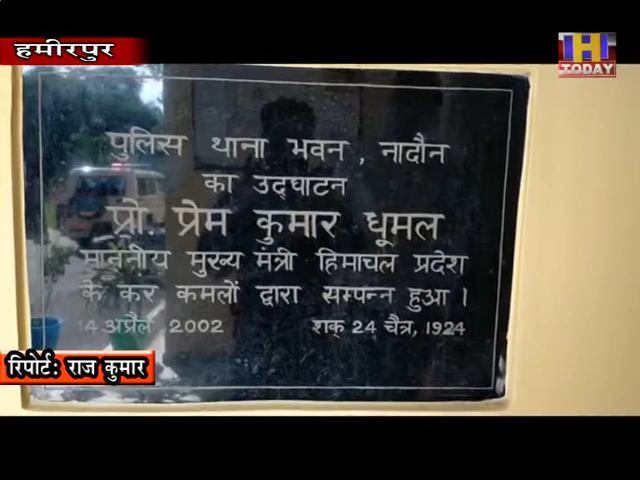 हमीरपुर
IHI
TODAY
पुलिस थाना भवन , नादौन
का उद्घाटन
प्रो. प्रेम कुमार धूमल
माननीय मुख्य मंत्री हिमाचल प्रदेश
के कर कमलों द्वारा सम्पन्न हुआ ।
14 अप्रैल 2002 शक् 24 चैत्र, 1924
रिपोर्ट: राज कुमार